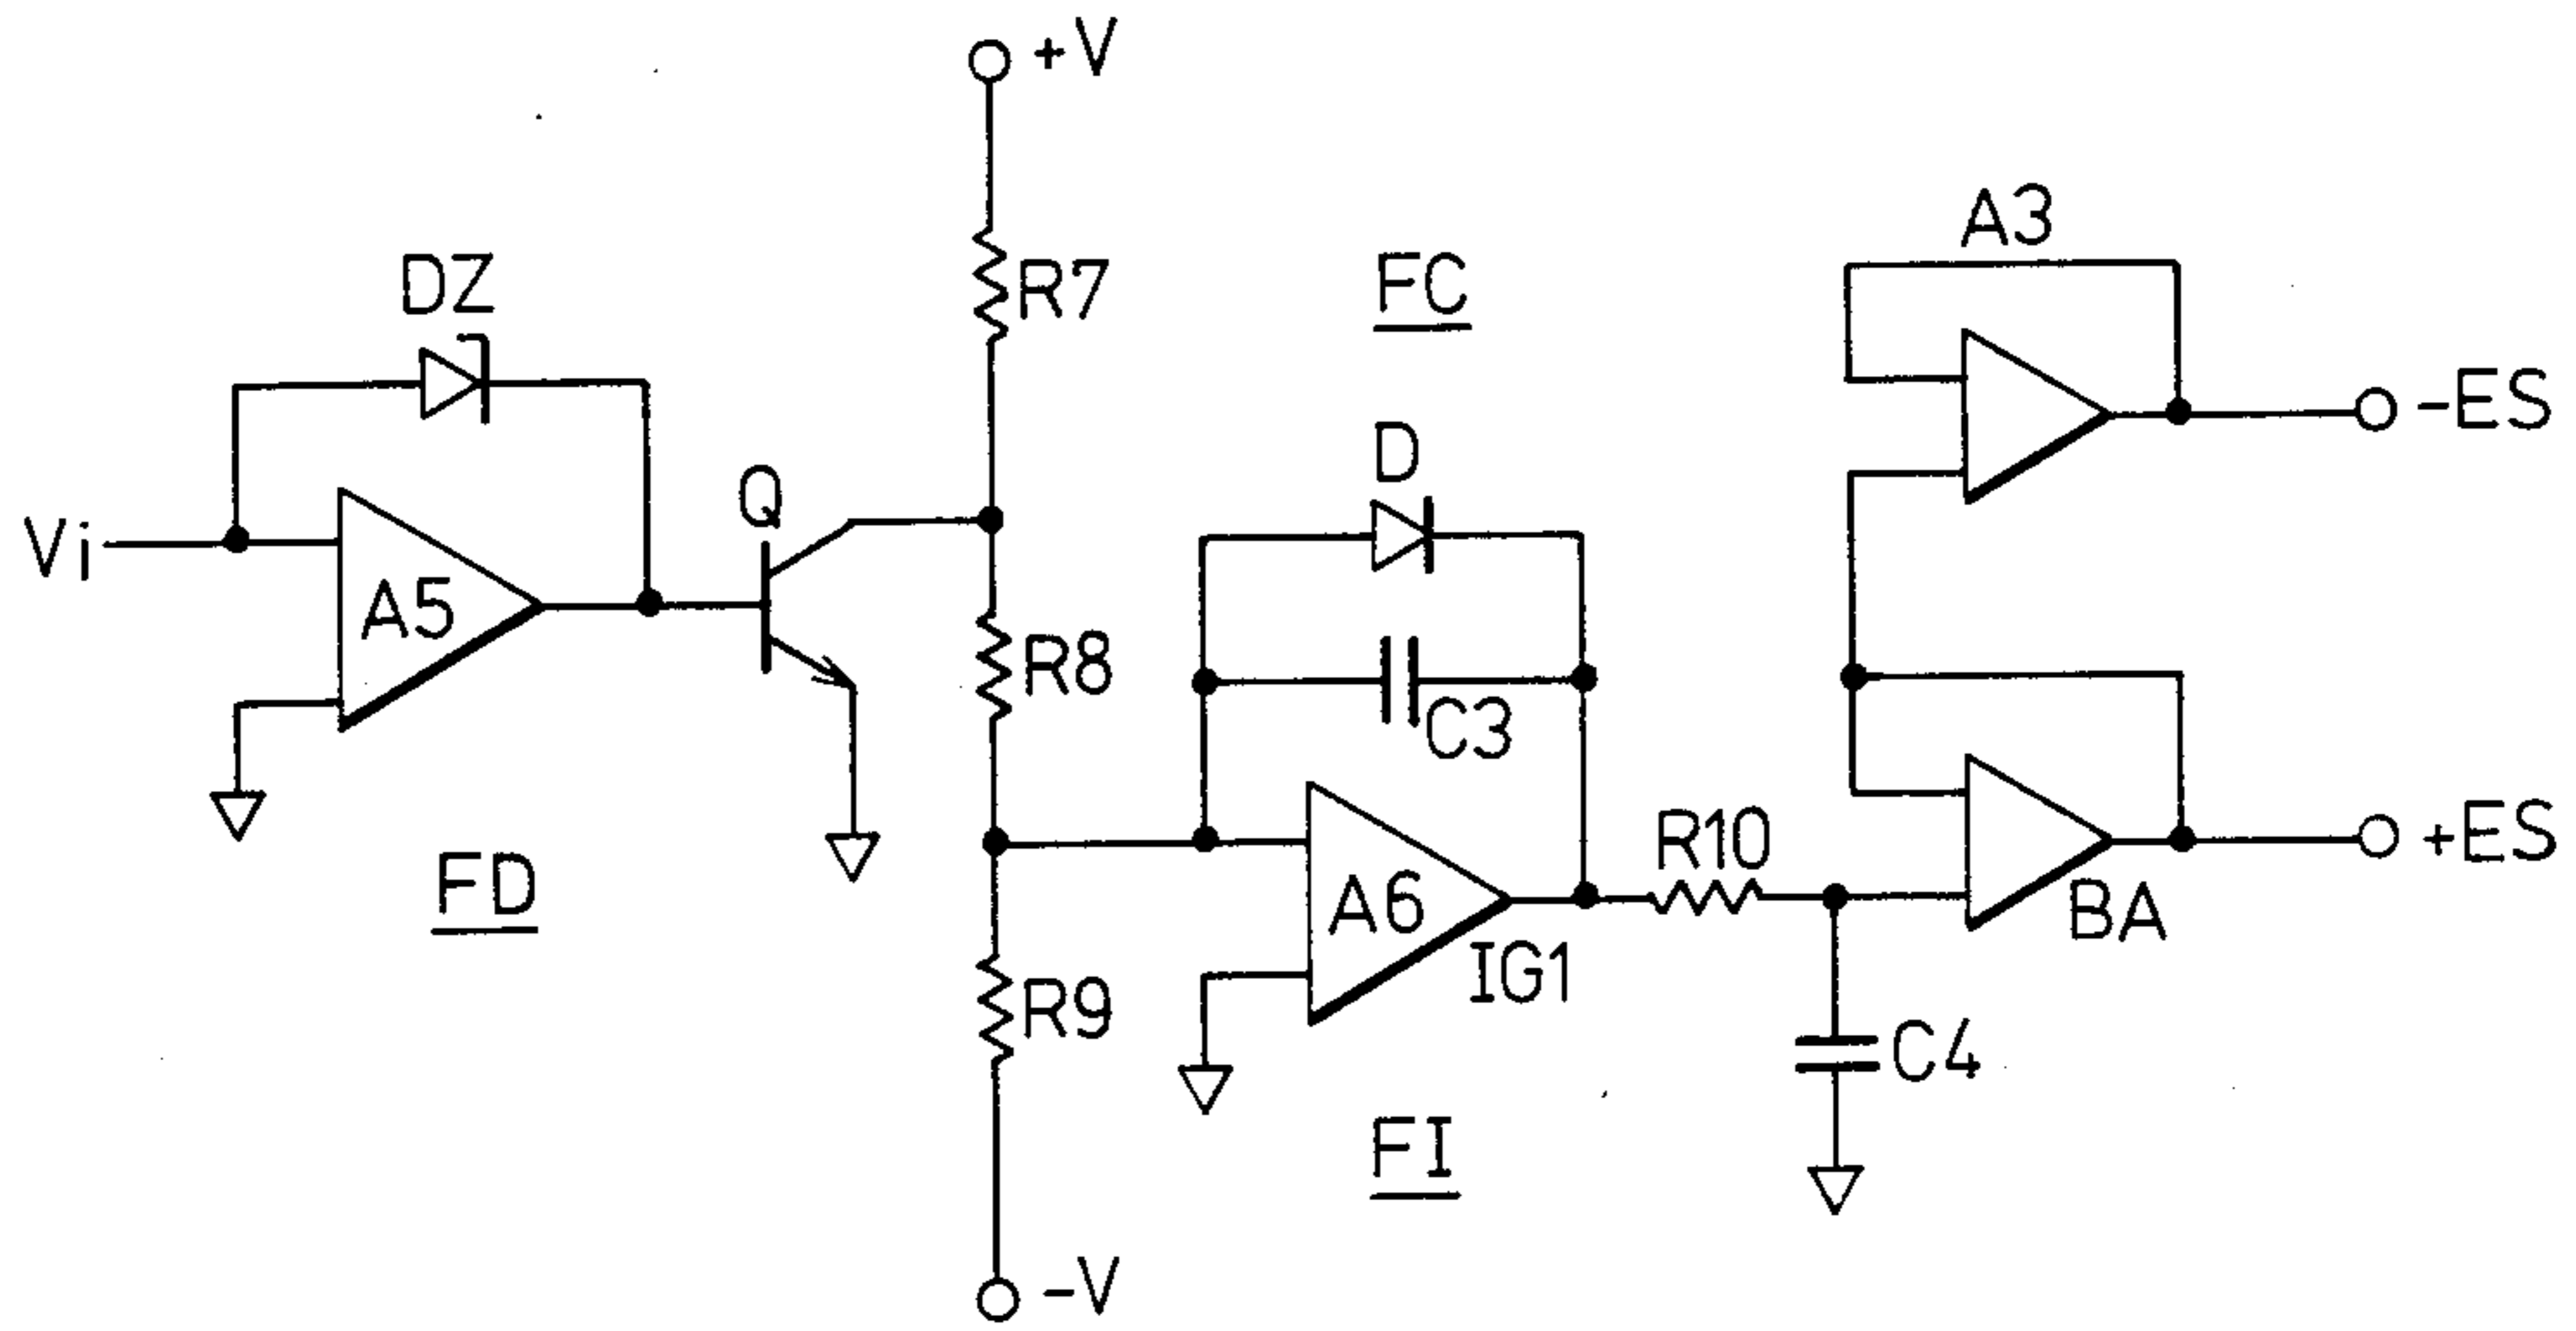 +V
A3
DZ
R7
FC
-ES
D
Q
Vi
A5
R8
C3
R10
+ES
FD
A6
BA
IG1
R9
C4
FI
-V